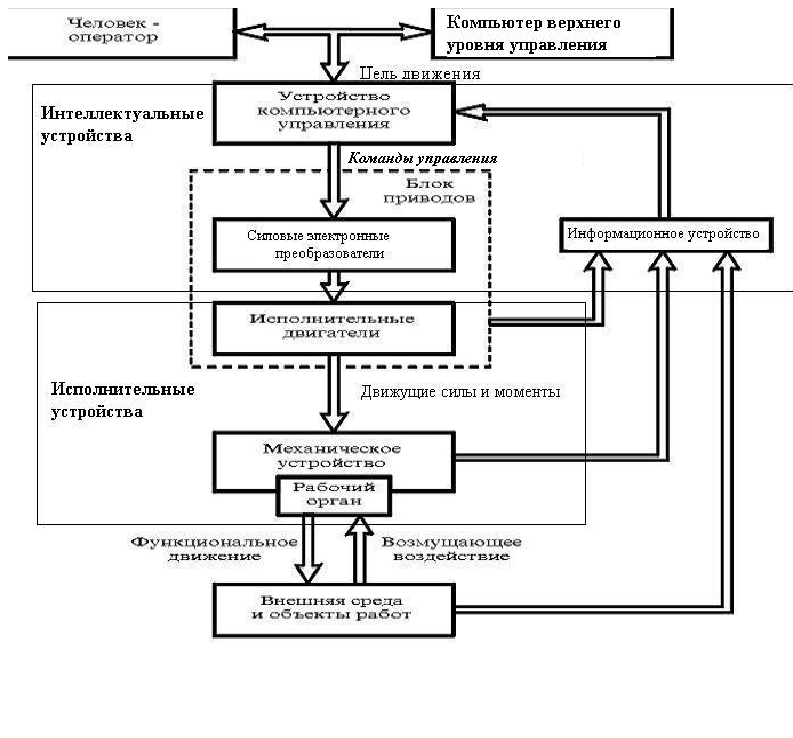 Человек -
оператор
Компьютер верхнего
уровня управления
Цель движения
Интеллектуальные
устройства
Устройство
компьютерного
управления
Команды управления
Блок
приводов
Силовые электронные
преобразователи
Информационное устройство
Исполнительные
двигатели
Исполнительные
устройства
Движущие силы и моменты
Механическое
устройство
Рабочий
орган
Функциональное
движение
Возмущающее
воздействие
Внешняя среда
и объекты работ